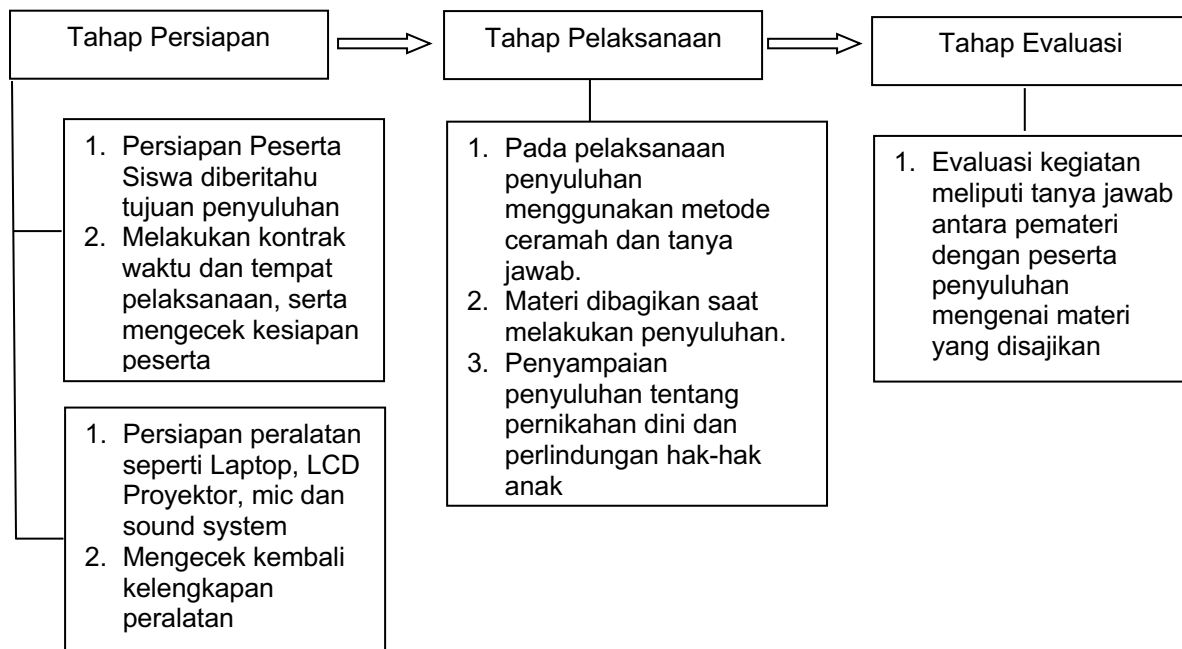 Tahap Persiapan
Tahap Pelaksanaan
Tahap Evaluasi
1. Persiapan Peserta
Siswa diberitahu
tujuan penyuluhan
2. Melakukan kontrak
waktu dan tempat
pelaksanaan, serta
mengecek kesiapan
peserta
1. Persiapan peralatan
seperti Laptop, LCD
Proyektor, mic dan
sound system
2. Mengecek kembali
kelengkapan
peralatan
1. Pada pelaksanaan
penyuluhan
menggunakan metode
ceramah dan tanya
jawab.
2. Materi dibagikan saat
melakukan penyuluhan.
3. Penyampaian
penyuluhan tentang
pernikahan dini dan
perlindungan hak-hak
anak
1. Evaluasi kegiatan
meliputi tanya jawab
antara pemateri
dengan peserta
penyuluhan
mengenai materi
yang disajikan